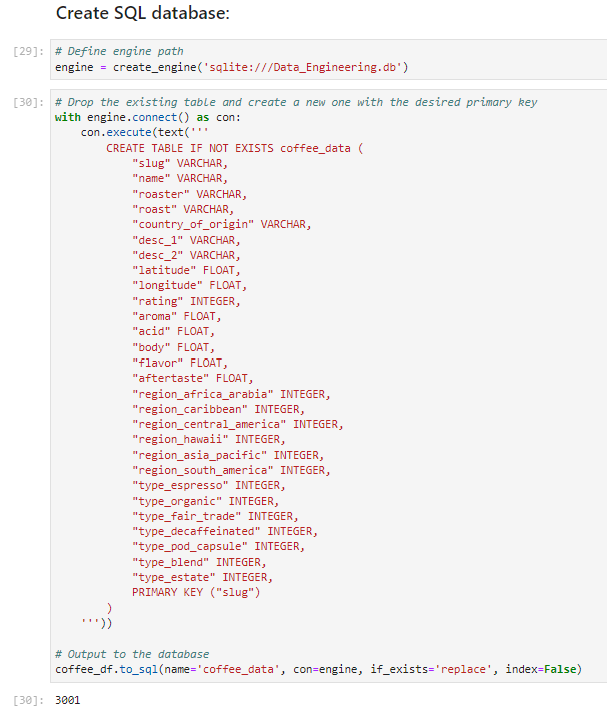 Create SQL database:
[29]: # Define engine path
engine = create_engine('sqlite:///Data_Engineering.db')
[30]: # Drop the existing table and create a new one with the desired primary key
with engine.connect() as con:
    con.execute(text('''
        CREATE TABLE IF NOT EXISTS coffee_data (
            "slug" VARCHAR,
            "name" VARCHAR,
            "roaster" VARCHAR,
            "roast" VARCHAR,
            "country_of_origin" VARCHAR,
            "desc_1" VARCHAR,
            "desc_2" VARCHAR,
            "latitude" FLOAT,
            "longitude" FLOAT,
            "rating" INTEGER,
            "aroma" FLOAT,
            "acid" FLOAT,
            "body" FLOAT,
            "flavor" FLOAT,
            "aftertaste" FLOAT,
            "region_africa_arabia" INTEGER,
            "region_caribbean" INTEGER,
            "region_central_america" INTEGER,
            "region_hawaii" INTEGER,
            "region_asia_pacific" INTEGER,
            "region_south_america" INTEGER,
            "type_espresso" INTEGER,
            "type_organic" INTEGER,
            "type_fair_trade" INTEGER,
            "type_decaffeinated" INTEGER,
            "type_pod_capsule" INTEGER,
            "type_blend" INTEGER,
            "type_estate" INTEGER,
            PRIMARY KEY ("slug")
        )
    '''))
# Output to the database
coffee_df.to_sql(name='coffee_data', con=engine, if_exists='replace', index=False)
[30]: 3001